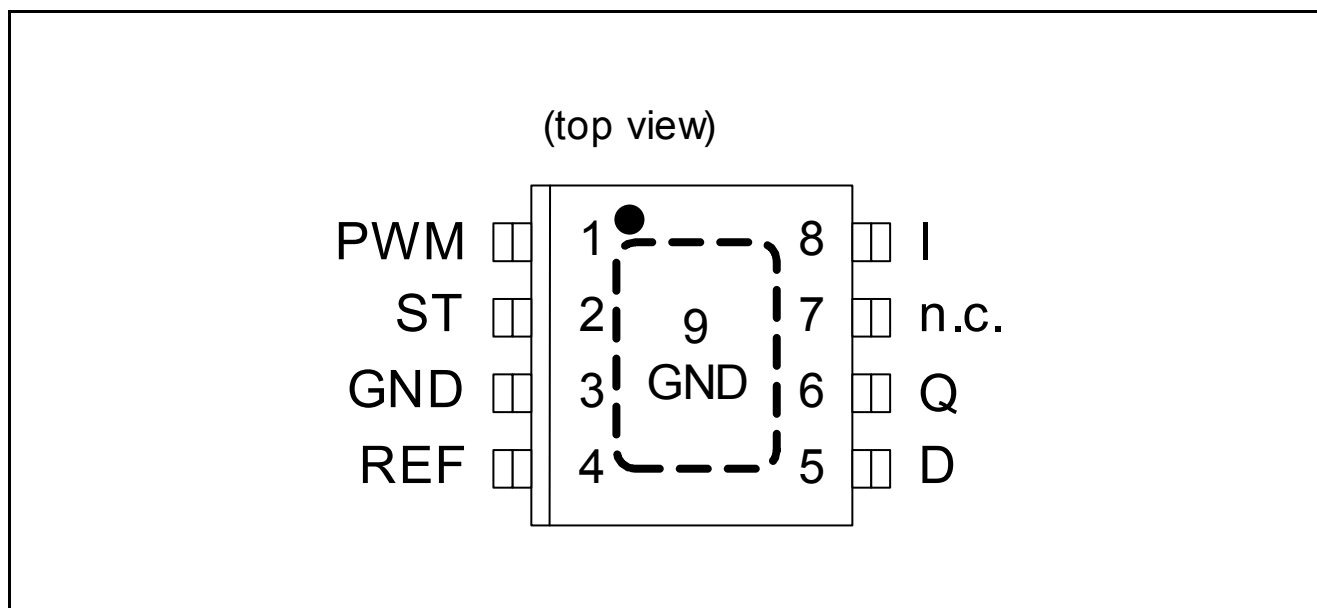 (top view)
PWM 1 8 I
ST 2 7 n.c.
9
GND 3 GND 6 Q
REF 4 5 D